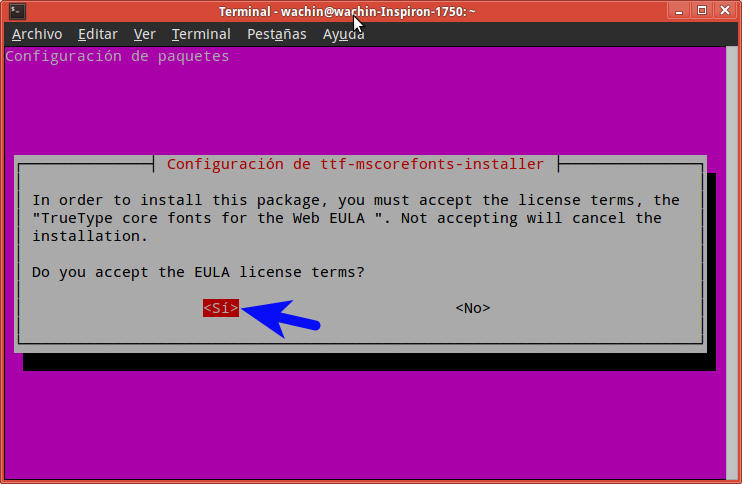 Terminal - wachin@wachin-Inspiron-1750: ~
Archivo Editar Ver Terminal Pestañas Ayuda
Configuración de paquetes
Configuración de ttf-mscorefonts-installer
In order to install this package, you must accept the license terms, the
"TrueType core fonts for the Web EULA ". Not accepting will cancel the
installation.
Do you accept the EULA license terms?
<Sí> <No>